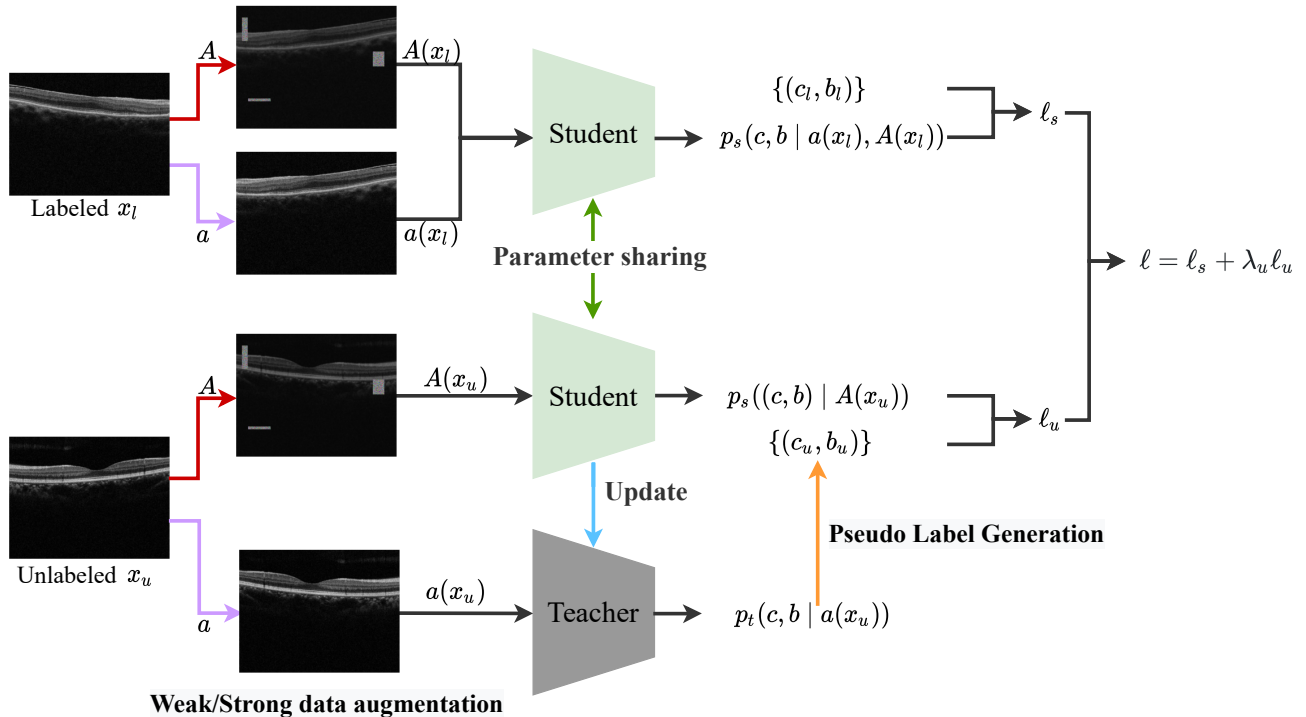 A
A(x_l)
Labeled x_l
a
a(x_l)
Student
{(c_l, b_l)}
p_s(c, b | a(x_l), A(x_l))
ℓ_s
Parameter sharing
ℓ = ℓ_s + λ_u ℓ_u
A
A(x_u)
Student
p_s((c, b) | A(x_u))
{(c_u, b_u)}
ℓ_u
Update
Pseudo Label Generation
Unlabeled x_u
a
a(x_u)
Teacher
p_t(c, b | a(x_u))
Weak/Strong data augmentation